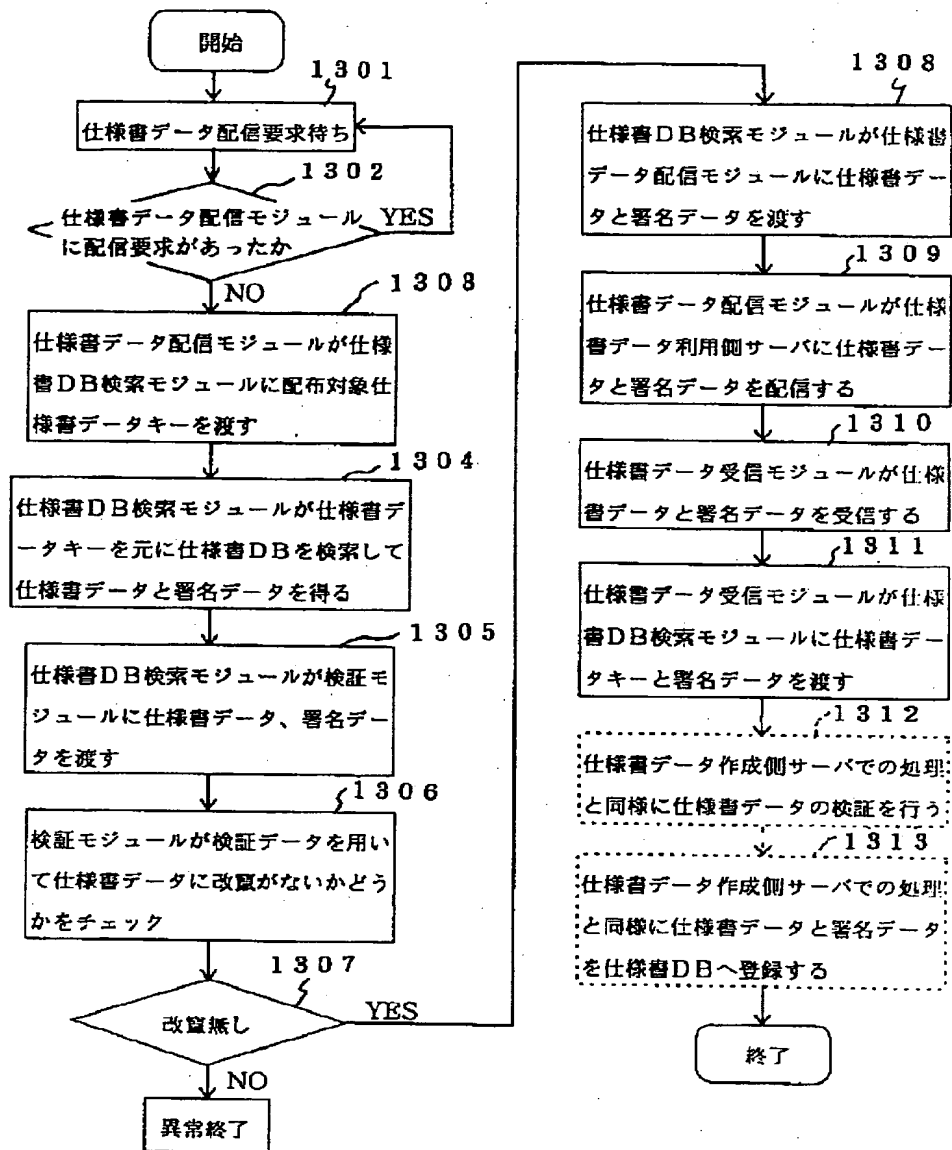 開始
1301
仕様書データ配信要求待ち
1302
仕様書データ配信モジュール
に配信要求があったか
YES
NO
1303
仕様書データ配信モジュールが仕様
書DB検索モジュールに配布対象仕
様書データキーを渡す
1304
仕様書DB検索モジュールが仕様書デ
ータキーを元に仕様書DBを検索して
仕様書データと署名データを得る
1305
仕様書DB検索モジュールが検証モ
ジュールに仕様書データ、署名デー
タを渡す
1306
検証モジュールが検証データを用い
て仕様書データに改竄がないかどう
かをチェック
1307
改竄無し
YES
NO
異常終了
1308
仕様書DB検索モジュールが仕様書
データ配信モジュールに仕様書デー
タと署名データを渡す
1309
仕様書データ配信モジュールが仕様
書データ利用側サーバに仕様書デー
タと署名データを配信する
1310
仕様書データ受信モジュールが仕様
書データと署名データを受信する
1311
仕様書データ受信モジュールが仕様
書DB検索モジュールに仕様書デー
タキーと署名データを渡す
1312
仕様書データ作成側サーバでの処理
と同様に仕様書データの検証を行う
1313
仕様書データ作成側サーバでの処理
と同様に仕様書データと署名データ
を仕様書DBへ登録する
終了